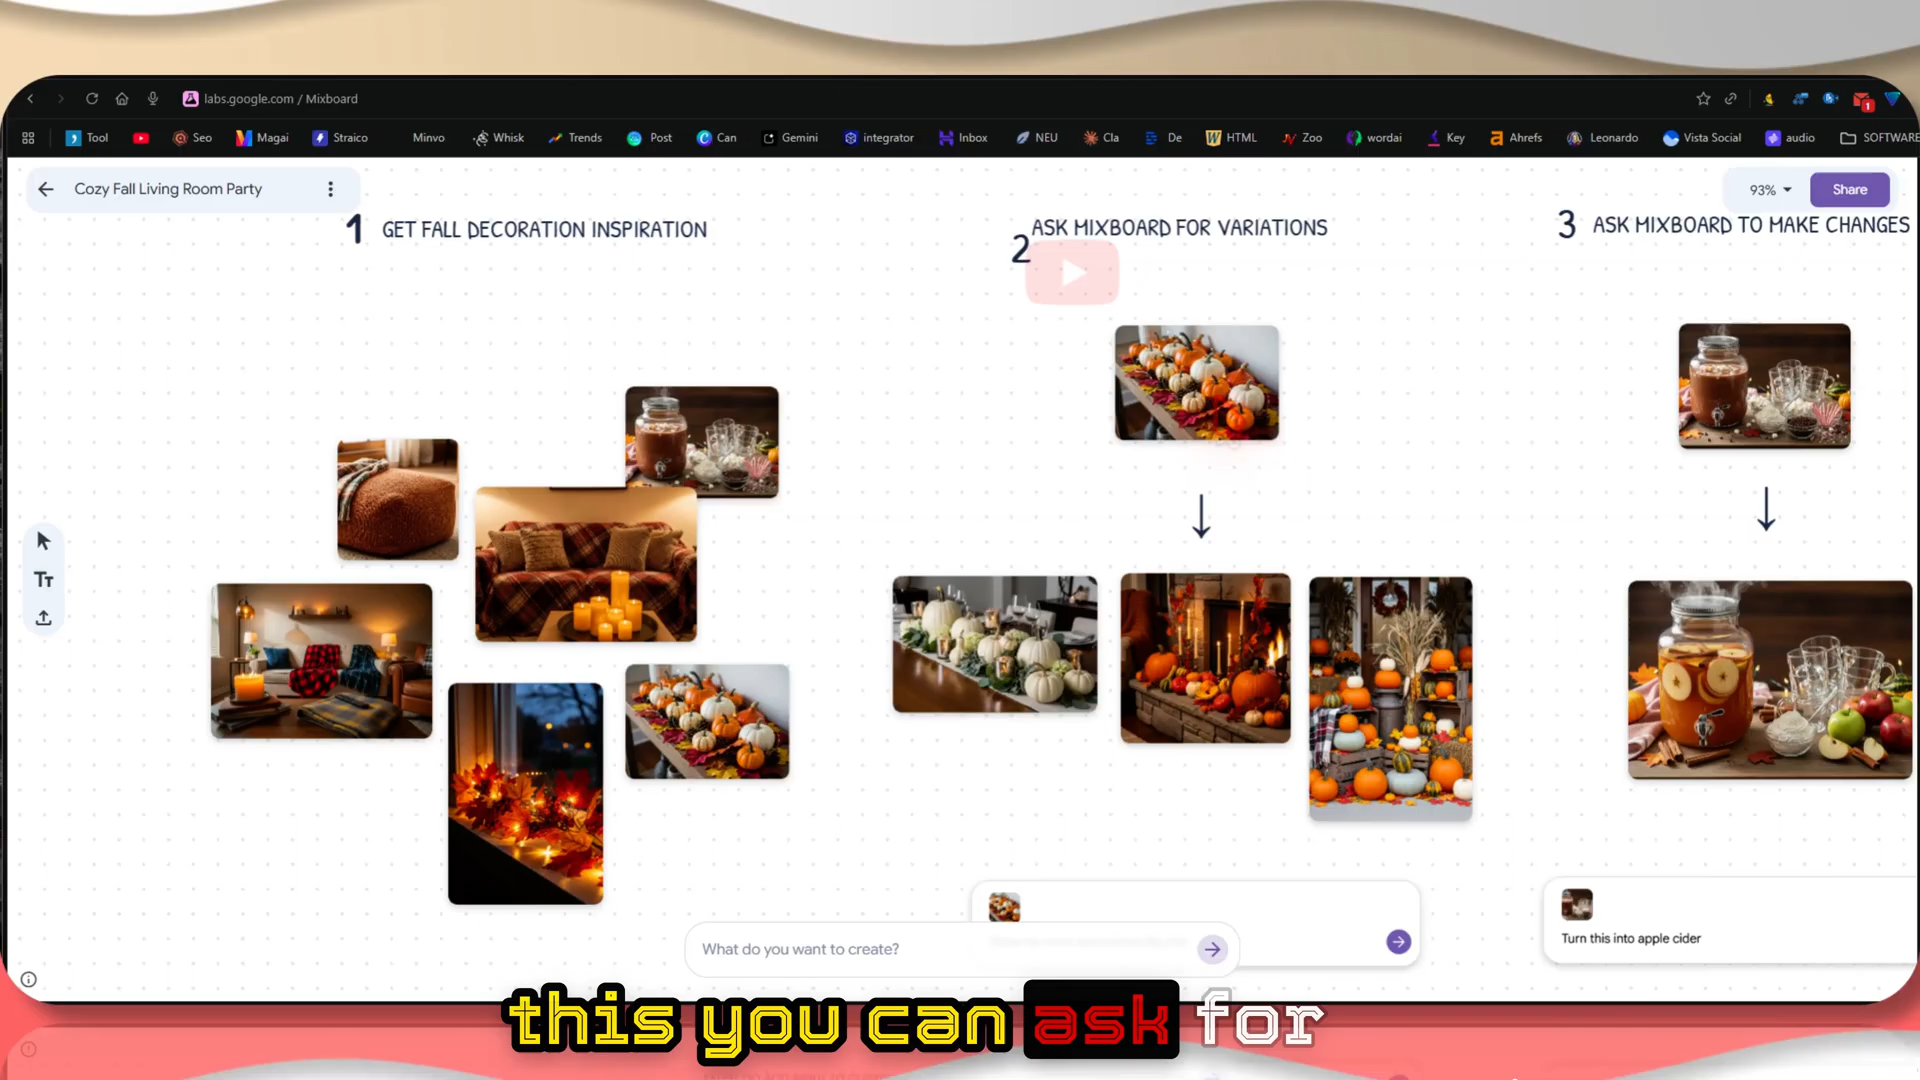 labs.google.com / Mixboard
1
Tool
Seo
Magai
Straico
Minvo
Whisk
Trends
Post
Can
Gemini
integrator
Inbox
NEU
Cla
De
HTML
Zoo
wordai
Key
Ahrefs
Leonardo
Vista Social
audio
SOFTWARE
Cozy Fall Living Room Party
93%
Share
1 GET FALL DECORATION INSPIRATION
2 ASK MIXBOARD FOR VARIATIONS
3 ASK MIXBOARD TO MAKE CHANGES
Tт
What do you want to create?
Turn this into apple cider
this you can ask for